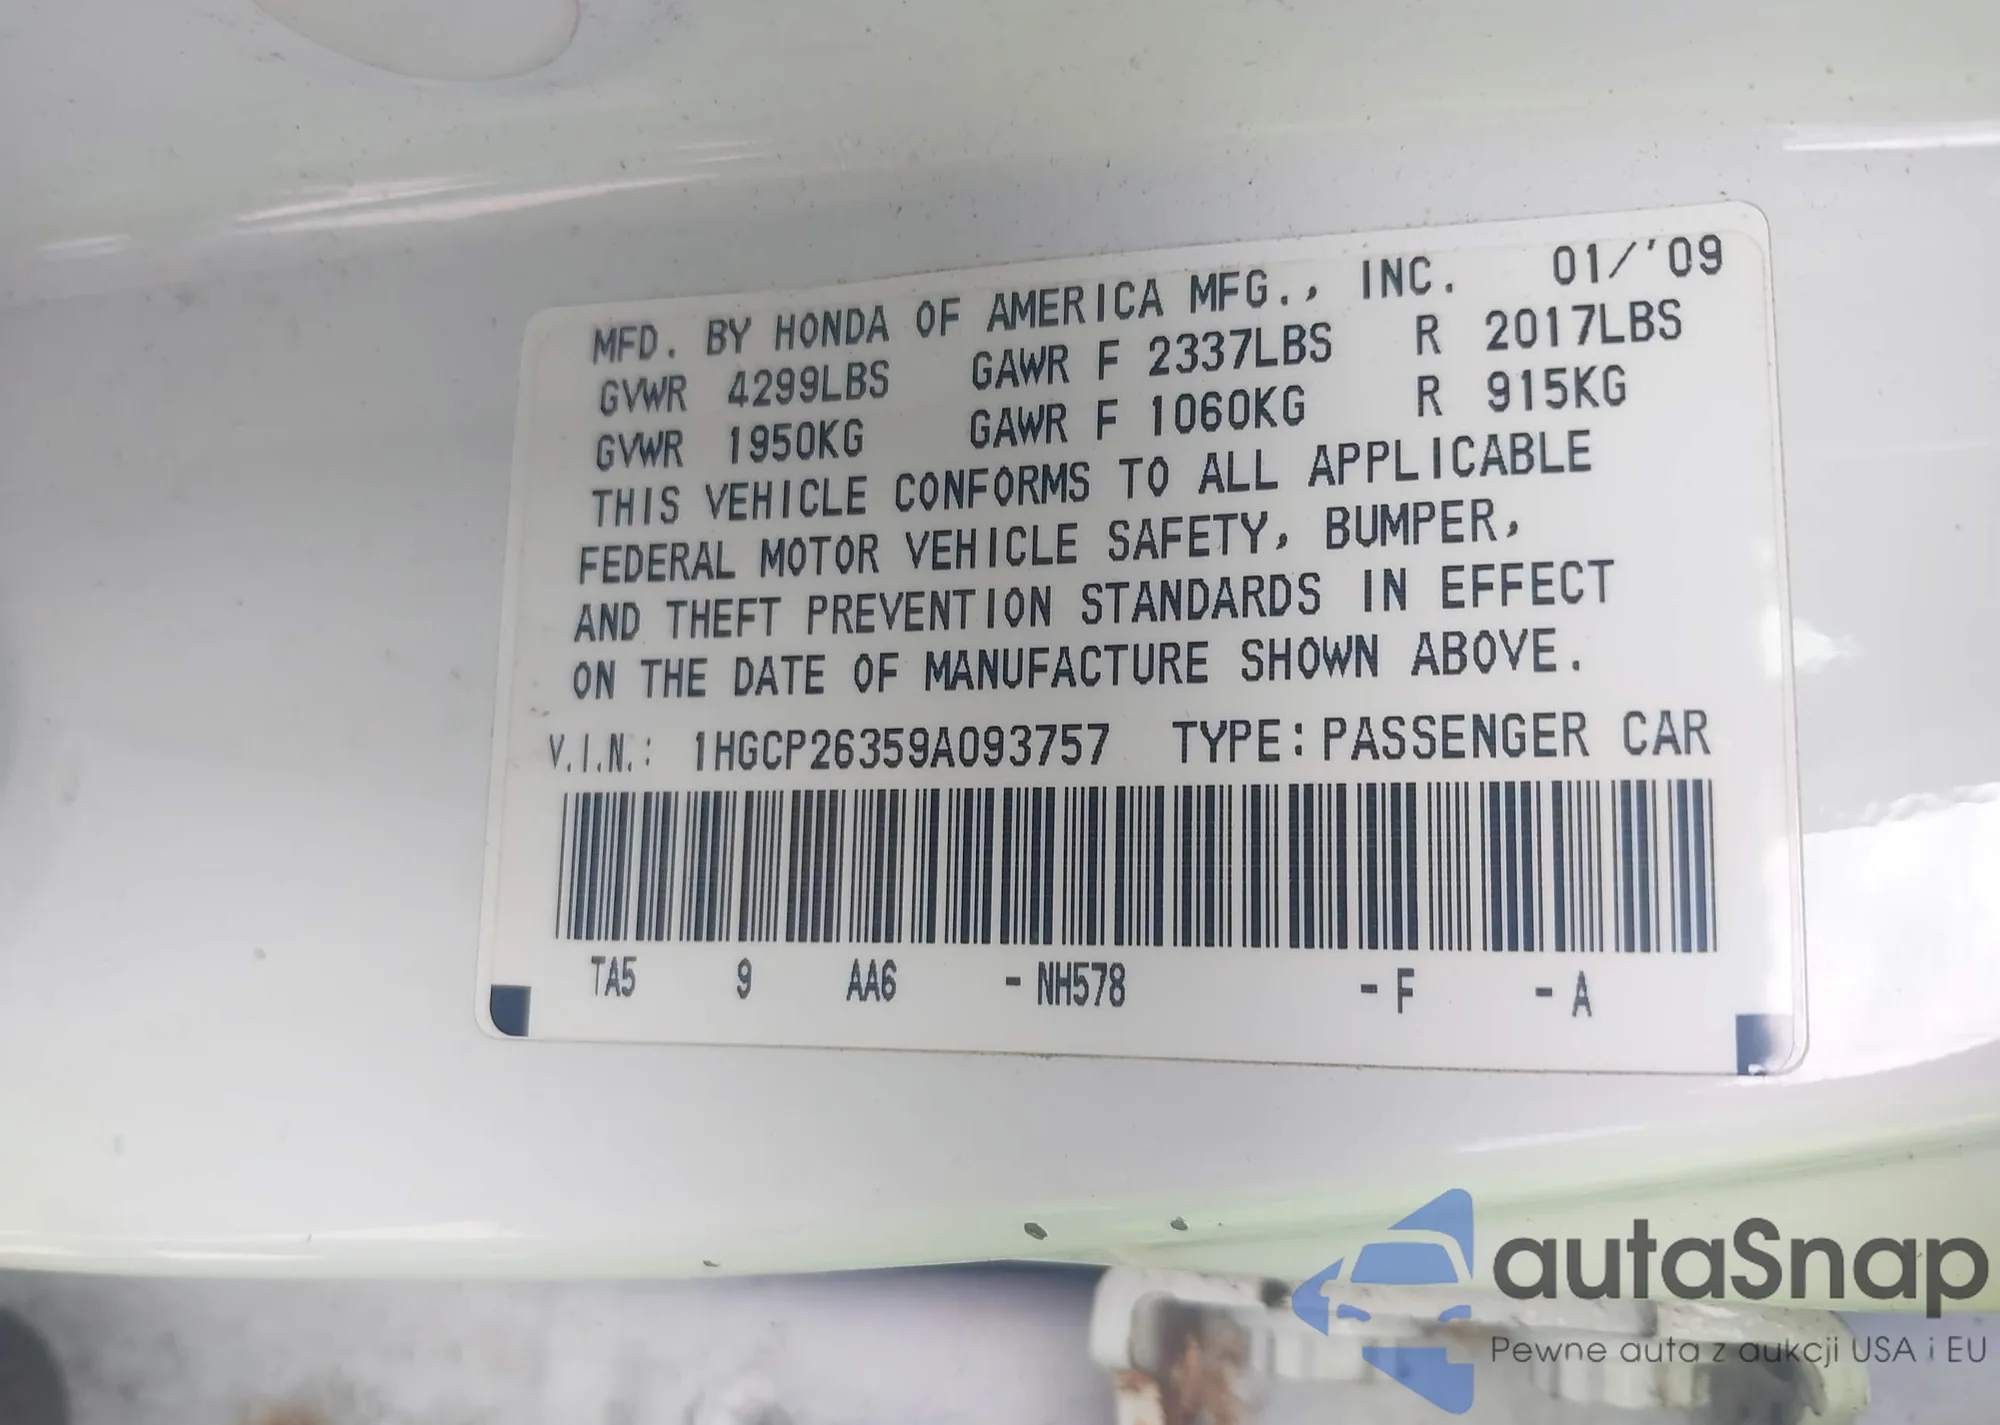 MFD. BY HONDA OF AMERICA MFG., INC. 01/'09
GVWR 4299LBS GAWR F 2337LBS R 2017LBS
GVWR 1950KG GAWR F 1060KG R 915KG
THIS VEHICLE CONFORMS TO ALL APPLICABLE
FEDERAL MOTOR VEHICLE SAFETY, BUMPER,
AND THEFT PREVENTION STANDARDS IN EFFECT
ON THE DATE OF MANUFACTURE SHOWN ABOVE.
V.I.N.: 1HGCP26359A093757 TYPE: PASSENGER CAR
TA5 9 AA6 -NH578 -F -A
autaSnap
Pewne auta z aukcji USA i EU